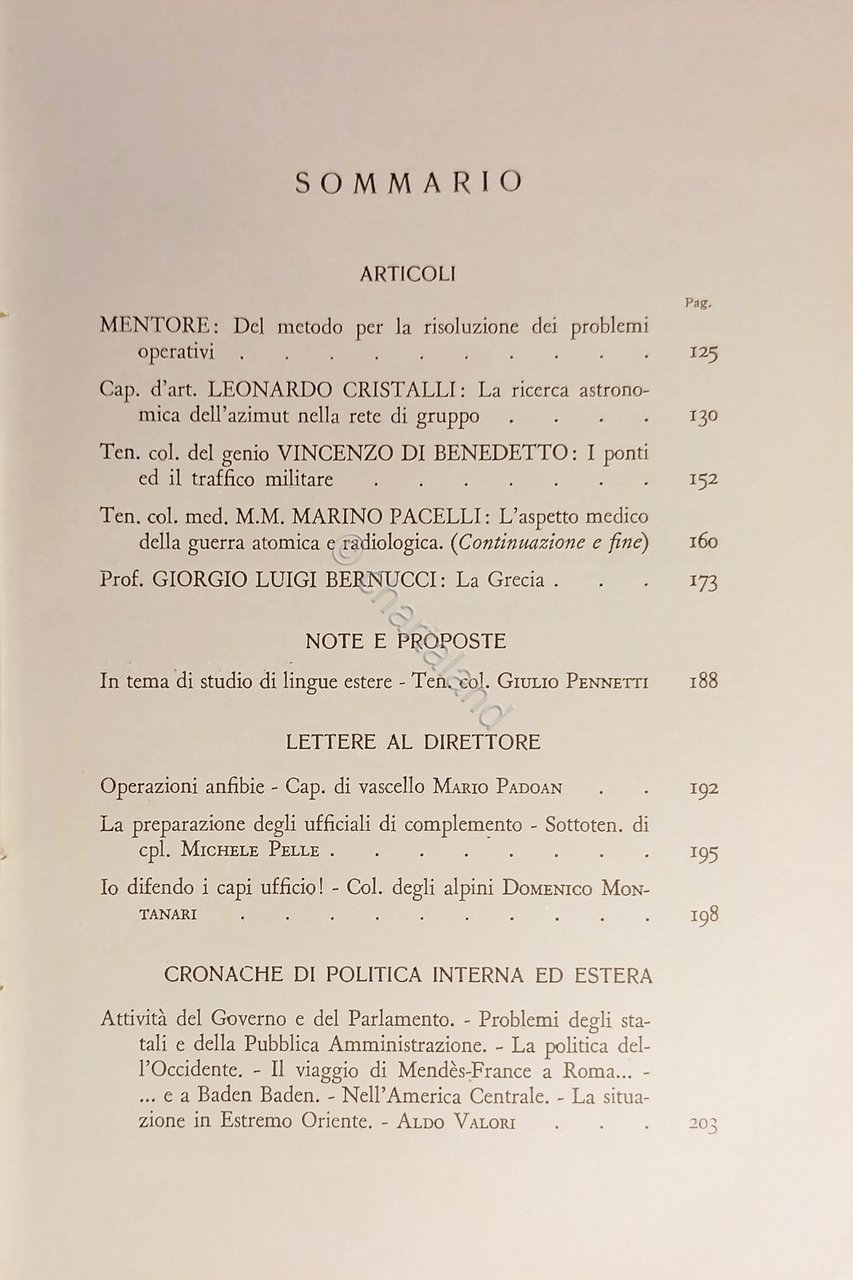 SOMMARIO
ARTICOLI
Pag.
MENTORE: Del metodo per la risoluzione dei problemi
operativi . . . . . . . . . . 125
Cap. d'art. LEONARDO CRISTALLI: La ricerca astrono-
mica dell'azimut nella rete di gruppo . . . . 130
Ten. col. del genio VINCENZO DI BENEDETTO: I ponti
ed il traffico militare . . . . . . . 152
Ten. col. med. M.M. MARINO PACELLI: L'aspetto medico
della guerra atomica e radiologica. (Continuazione e fine) 160
Prof. GIORGIO LUIGI BERNUCCI: La Grecia . . . 173
NOTE E PROPOSTE
In tema di studio di lingue estere - Ten. col. GIULIO PENNETTI 188
LETTERE AL DIRETTORE
Operazioni anfibie - Cap. di vascello MARIO PADOAN . . 192
La preparazione degli ufficiali di complemento - Sottoten. di
cpl. MICHELE PELLE . . . . . . . . 195
Io difendo i capi ufficio! - Col. degli alpini DOMENICO MON-
TANARI . . . . . . . . . . 198
CRONACHE DI POLITICA INTERNA ED ESTERA
Attività del Governo e del Parlamento. - Problemi degli sta-
tali e della Pubblica Amministrazione. - La politica del-
l'Occidente. - Il viaggio di Mendès-France a Roma... -
... e a Baden Baden. - Nell'America Centrale. - La situa-
zione in Estremo Oriente. - ALDO VALORI . . . 203
© chartaland